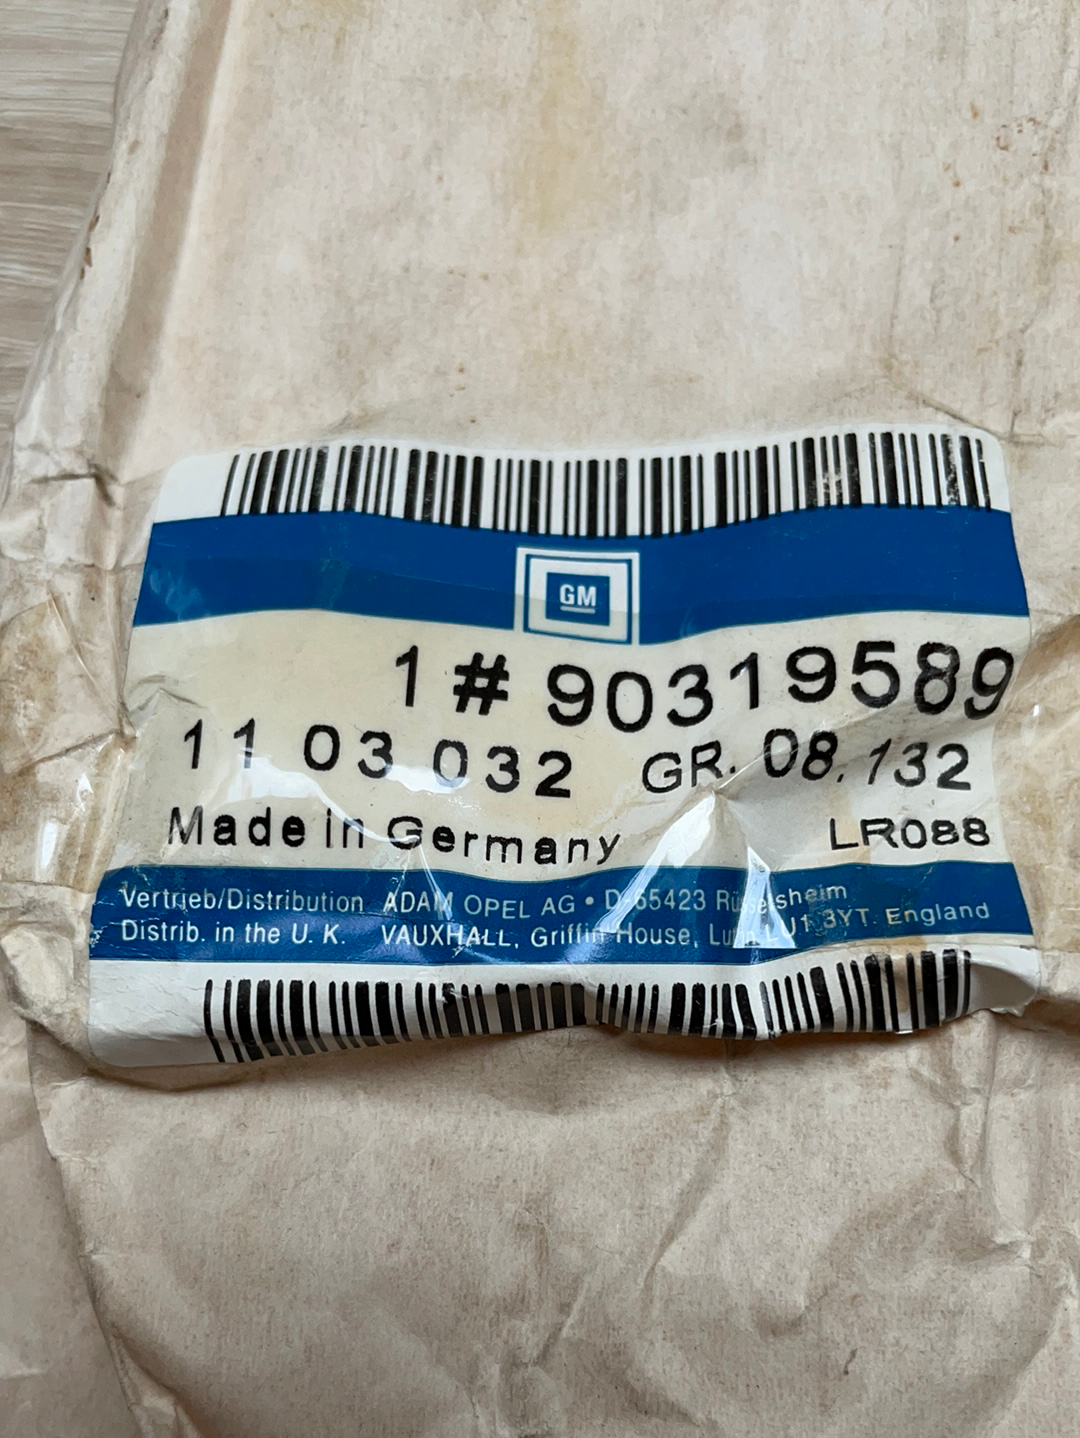 GM
1 # 90319589
11 03 032 GR. 08.132
Made in Germany LR088
Vertrieb/Distribution ADAM OPEL AG • D-65423 Rüsselsheim
Distrib. in the U. K. VAUXHALL, Griffin House, Luton LU1 3YT. England